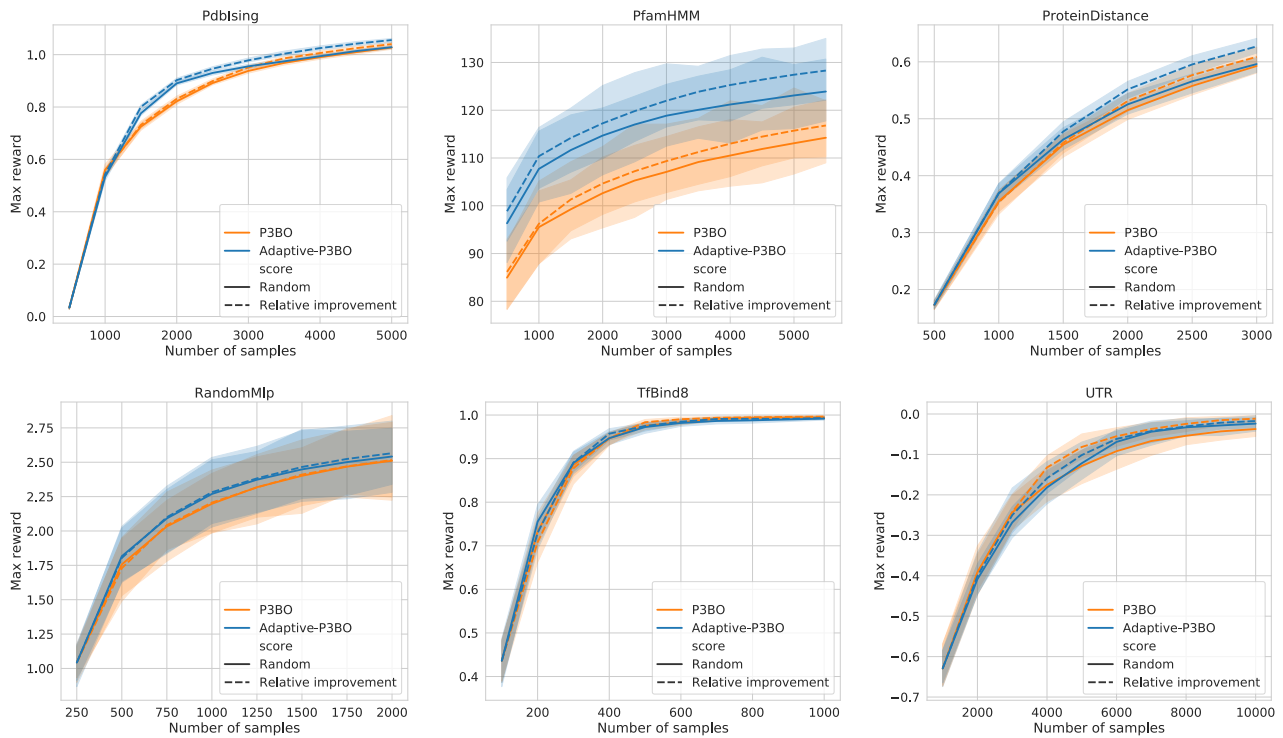 PdbIsing
Max reward
1.0
0.8
0.6
0.4
0.2
0.0
P3BO
Adaptive-P3BO
score
Random
Relative improvement
1000 2000 3000 4000 5000
Number of samples
PfamHMM
Max reward
130
120
110
100
90
80
P3BO
Adaptive-P3BO
score
Random
Relative improvement
1000 2000 3000 4000 5000
Number of samples
ProteinDistance
Max reward
0.6
0.5
0.4
0.3
0.2
P3BO
Adaptive-P3BO
score
Random
Relative improvement
500 1000 1500 2000 2500 3000
Number of samples
RandomMlp
Max reward
2.75
2.50
2.25
2.00
1.75
1.50
1.25
1.00
P3BO
Adaptive-P3BO
score
Random
Relative improvement
250 500 750 1000 1250 1500 1750 2000
Number of samples
TfBind8
Max reward
1.0
0.9
0.8
0.7
0.6
0.5
0.4
P3BO
Adaptive-P3BO
score
Random
Relative improvement
200 400 600 800 1000
Number of samples
UTR
Max reward
−0.0
−0.1
−0.2
−0.3
−0.4
−0.5
−0.6
−0.7
P3BO
Adaptive-P3BO
score
Random
Relative improvement
2000 4000 6000 8000 10000
Number of samples